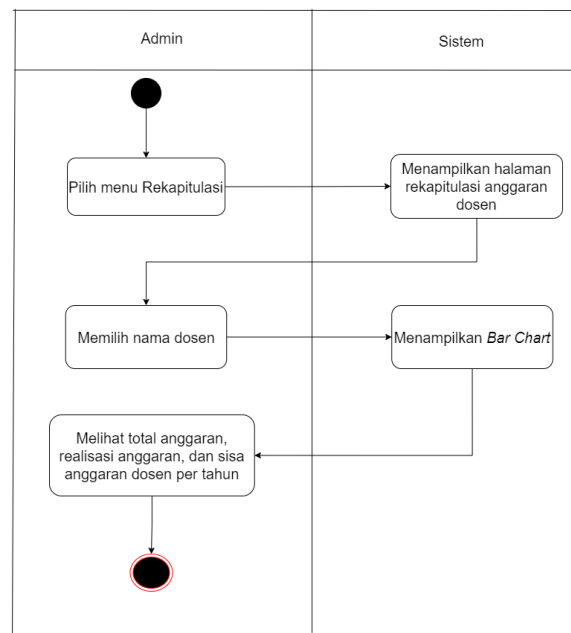 Admin
Sistem
Pilih menu Rekapitulasi
Menampilkan halaman
rekapitulasi anggaran
dosen
Memilih nama dosen
Menampilkan Bar Chart
Melihat total anggaran,
realisasi anggaran, dan sisa
anggaran dosen per tahun